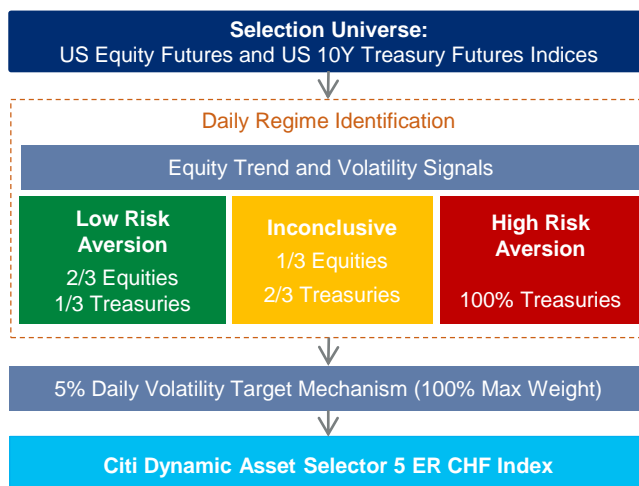 Selection Universe:
US Equity Futures and US 10Y Treasury Futures Indices
Daily Regime Identification
Equity Trend and Volatility Signals
Low Risk
Aversion
2/3 Equities
1/3 Treasuries
Inconclusive
1/3 Equities
2/3 Treasuries
High Risk
Aversion
100% Treasuries
5% Daily Volatility Target Mechanism (100% Max Weight)
Citi Dynamic Asset Selector 5 ER CHF Index